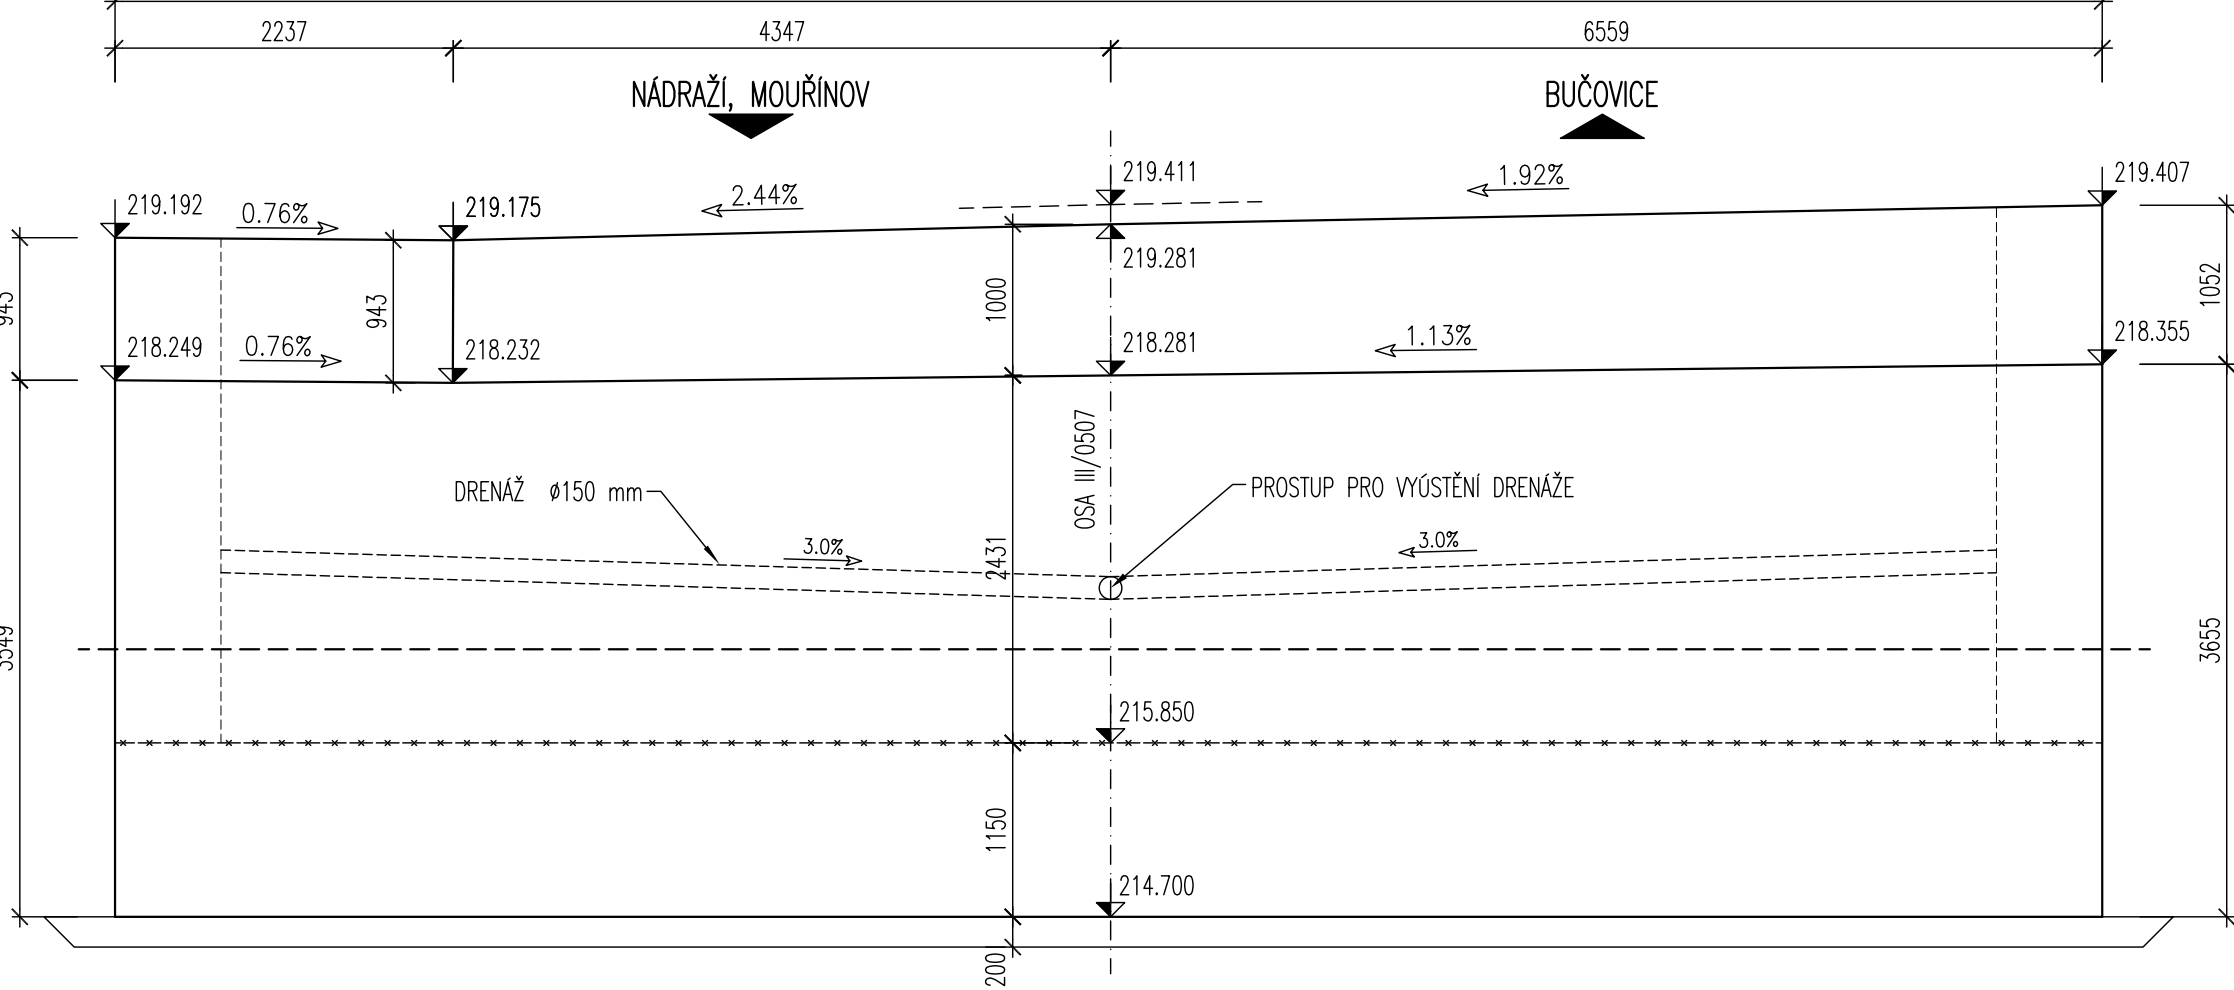 2237 4347 6559
NÁDRAŽÍ, MOUŘÍNOV BUČOVICE
219.411
2.44% 1.92%
219.192 0.76% 219.175 219.407
219.281
943 943 1000 1052
218.249 0.76% 218.232 218.281 1.13% 218.355
OSA III/0507
DRENÁŽ ø150 mm PROSTUP PRO VYÚSTĚNÍ DRENÁŽE
3.0% 2431 3.0%
3549 3655
215.850
1150
214.700
200